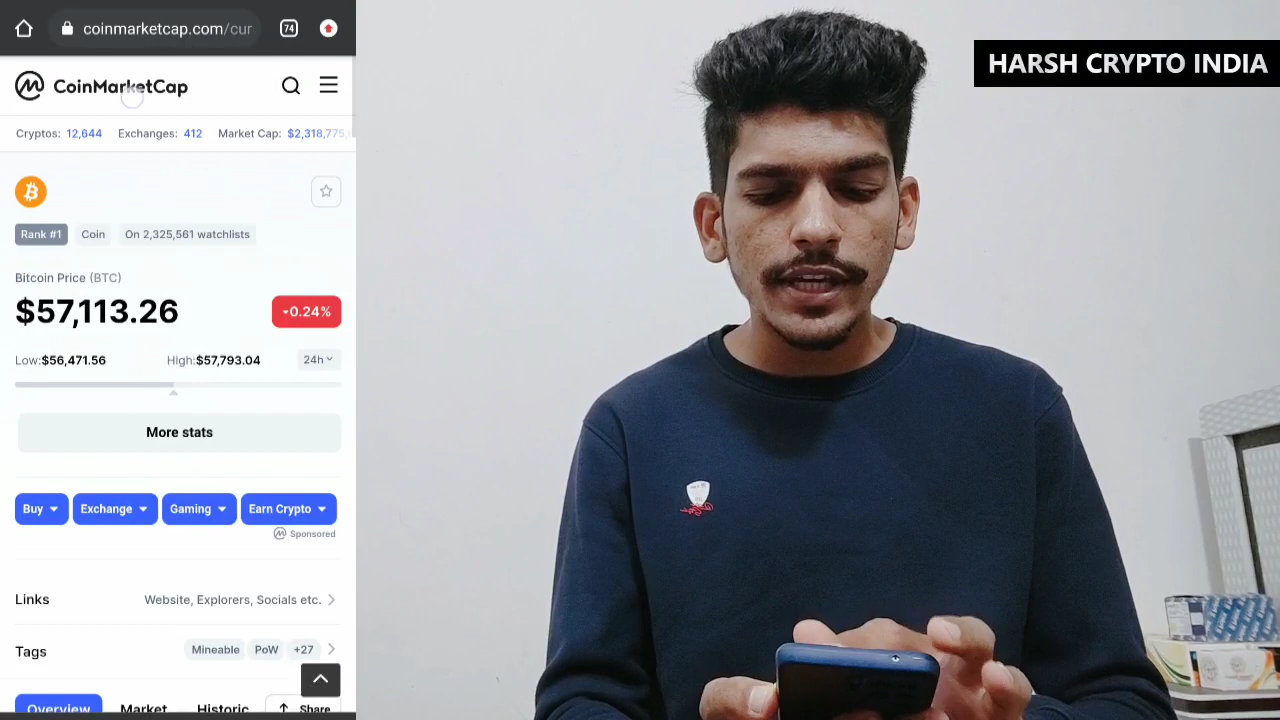 coinmarketcap.com/cur
74
HARSH CRYPTO INDIA
CoinMarketCap
Cryptos: 12,644 Exchanges: 412 Market Cap: $2,318,775,
Rank #1 Coin On 2,325,561 watchlists
Bitcoin Price (BTC)
$57,113.26
0.24%
Low:$56,471.56 High:$57,793.04 24h
More stats
Buy Exchange Gaming Earn Crypto
Sponsored
Links Website, Explorers, Socials etc.
Tags Mineable PoW +27
Overview Market Historic Share